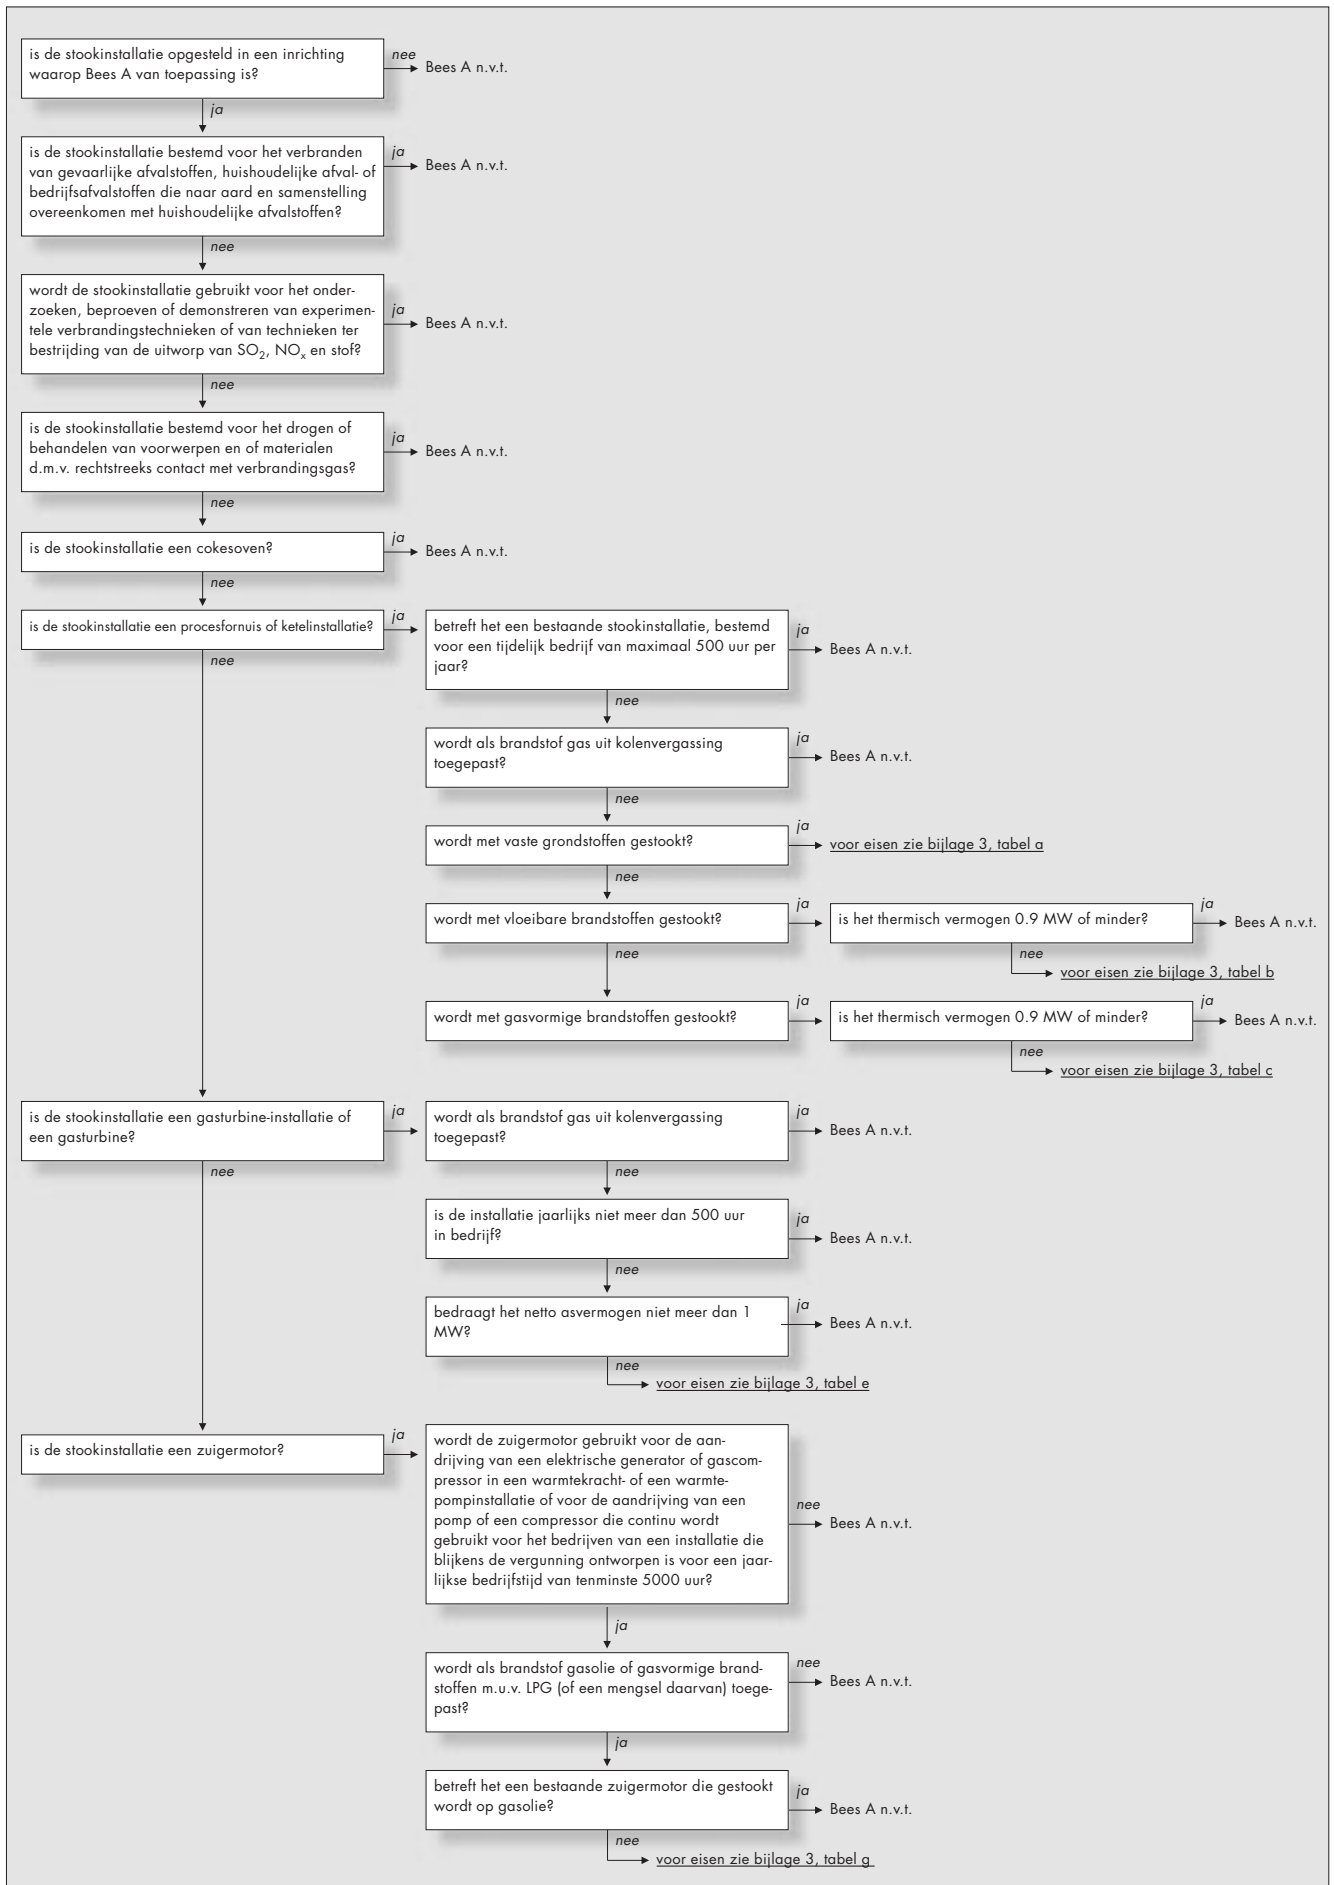 is de stookinstallatie opgesteld in een inrichting
waarop Bees A van toepassing is?
nee
Bees A n.v.t.
ja
is de stookinstallatie bestemd voor het verbranden
van gevaarlijke afvalstoffen, huishoudelijke afval- of
bedrijfsafvalstoffen die naar aard en samenstelling
overeenkomen met huishoudelijke afvalstoffen?
ja
Bees A n.v.t.
nee
wordt de stookinstallatie gebruikt voor het onder-
zoeken, beproeven of demonstreren van experimen-
tele verbrandingstechnieken of van technieken ter
bestrijding van de uitworp van SO₂, NOₓ en stof?
ja
Bees A n.v.t.
nee
is de stookinstallatie bestemd voor het drogen of
behandelen van voorwerpen en of materialen
d.m.v. rechtstreeks contact met verbrandingsgas?
ja
Bees A n.v.t.
nee
is de stookinstallatie een cokesoven?
ja
Bees A n.v.t.
nee
is de stookinstallatie een procesfornuis of ketelinstallatie?
ja
nee
betreft het een bestaande stookinstallatie, bestemd
voor een tijdelijk bedrijf van maximaal 500 uur per
jaar?
ja
Bees A n.v.t.
nee
wordt als brandstof gas uit kolenvergassing
toegepast?
ja
Bees A n.v.t.
nee
wordt met vaste grondstoffen gestookt?
ja
voor eisen zie bijlage 3, tabel a
nee
wordt met vloeibare brandstoffen gestookt?
ja
is het thermisch vermogen 0.9 MW of minder?
ja
Bees A n.v.t.
nee
voor eisen zie bijlage 3, tabel b
nee
wordt met gasvormige brandstoffen gestookt?
ja
is het thermisch vermogen 0.9 MW of minder?
ja
Bees A n.v.t.
nee
voor eisen zie bijlage 3, tabel c
is de stookinstallatie een gasturbine-installatie of
een gasturbine?
ja
nee
wordt als brandstof gas uit kolenvergassing
toegepast?
ja
Bees A n.v.t.
nee
is de installatie jaarlijks niet meer dan 500 uur
in bedrijf?
ja
Bees A n.v.t.
nee
bedraagt het netto asvermogen niet meer dan 1
MW?
ja
Bees A n.v.t.
nee
voor eisen zie bijlage 3, tabel e
is de stookinstallatie een zuigermotor?
ja
wordt de zuigermotor gebruikt voor de aan-
drijving van een elektrische generator of gascom-
pressor in een warmtekracht- of een warmte-
pompinstallatie of voor de aandrijving van een
pomp of een compressor die continu wordt
gebruikt voor het bedrijven van een installatie die
blijkens de vergunning ontworpen is voor een jaar-
lijkse bedrijfstijd van tenminste 5000 uur?
nee
Bees A n.v.t.
ja
wordt als brandstof gasolie of gasvormige brand-
stoffen m.u.v. LPG (of een mengsel daarvan) toege-
past?
nee
Bees A n.v.t.
ja
betreft het een bestaande zuigermotor die gestookt
wordt op gasolie?
ja
Bees A n.v.t.
nee
voor eisen zie bijlage 3, tabel g